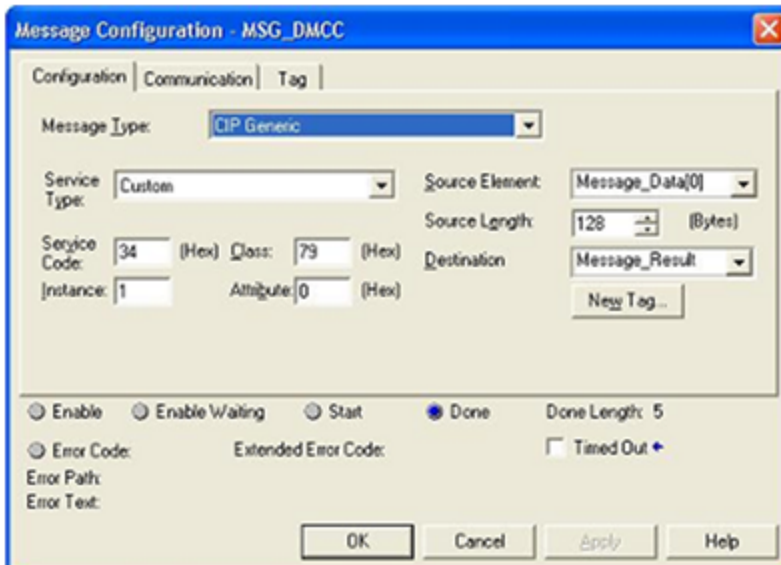 Message Configuration - MSG_DMCC
Configuration Communication Tag
Message Type: CIP Generic
Service Type: Custom
Source Element: Message_Data[0]
Source Length: 128 (Bytes)
Service Code: 34 (Hex) Class: 79 (Hex)
Destination Message_Result
Instance: 1 Attribute: 0 (Hex)
New Tag...
Enable Enable Waiting Start Done Done Length: 5
Error Code: Extended Error Code: Timed Out
Error Path:
Error Text:
OK Cancel Apply Help